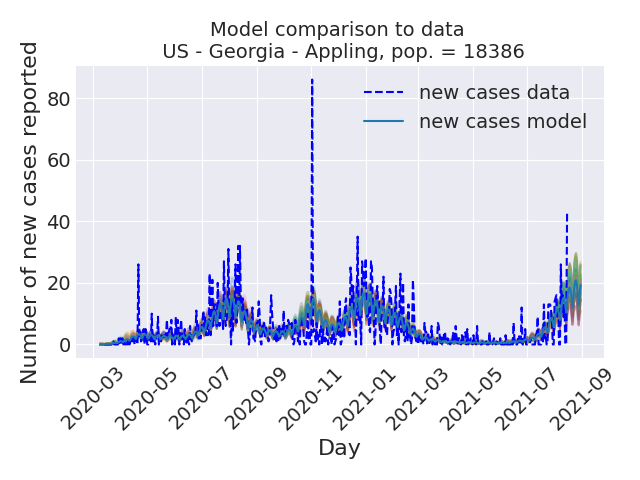 Model comparison to data
US - Georgia - Appling, pop. = 18386
Number of new cases reported
80
60
40
20
0
new cases data
new cases model
2020-03
2020-05
2020-07
2020-09
2020-11
2021-01
2021-03
2021-05
2021-07
2021-09
Day